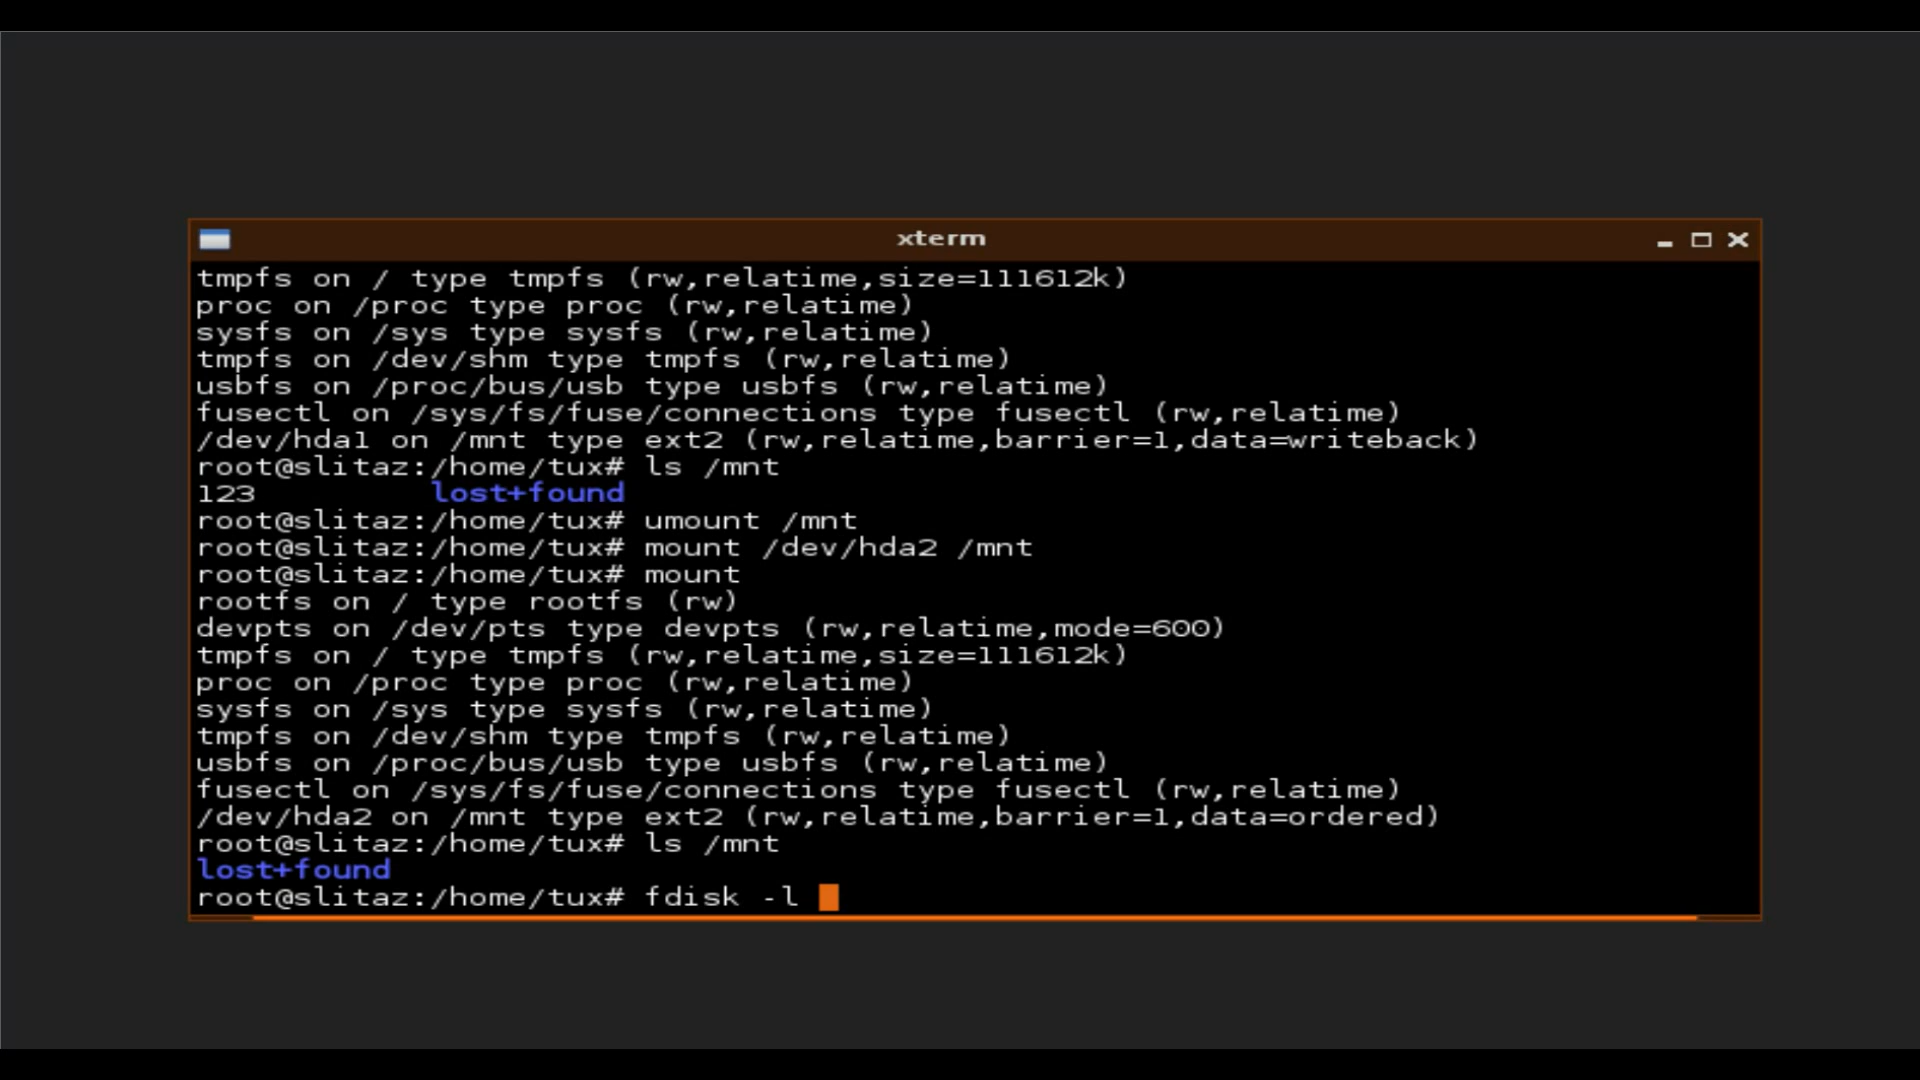 xterm
tmpfs on / type tmpfs (rw,relatime,size=111612k)
proc on /proc type proc (rw,relatime)
sysfs on /sys type sysfs (rw,relatime)
tmpfs on /dev/shm type tmpfs (rw,relatime)
usbfs on /proc/bus/usb type usbfs (rw,relatime)
fusectl on /sys/fs/fuse/connections type fusectl (rw,relatime)
/dev/hda1 on /mnt type ext2 (rw,relatime,barrier=1,data=writeback)
root@slitaz:/home/tux# ls /mnt
123         lost+found
root@slitaz:/home/tux# umount /mnt
root@slitaz:/home/tux# mount /dev/hda2 /mnt
root@slitaz:/home/tux# mount
rootfs on / type rootfs (rw)
devpts on /dev/pts type devpts (rw,relatime,mode=600)
tmpfs on / type tmpfs (rw,relatime,size=111612k)
proc on /proc type proc (rw,relatime)
sysfs on /sys type sysfs (rw,relatime)
tmpfs on /dev/shm type tmpfs (rw,relatime)
usbfs on /proc/bus/usb type usbfs (rw,relatime)
fusectl on /sys/fs/fuse/connections type fusectl (rw,relatime)
/dev/hda2 on /mnt type ext2 (rw,relatime,barrier=1,data=ordered)
root@slitaz:/home/tux# ls /mnt
lost+found
root@slitaz:/home/tux# fdisk -l